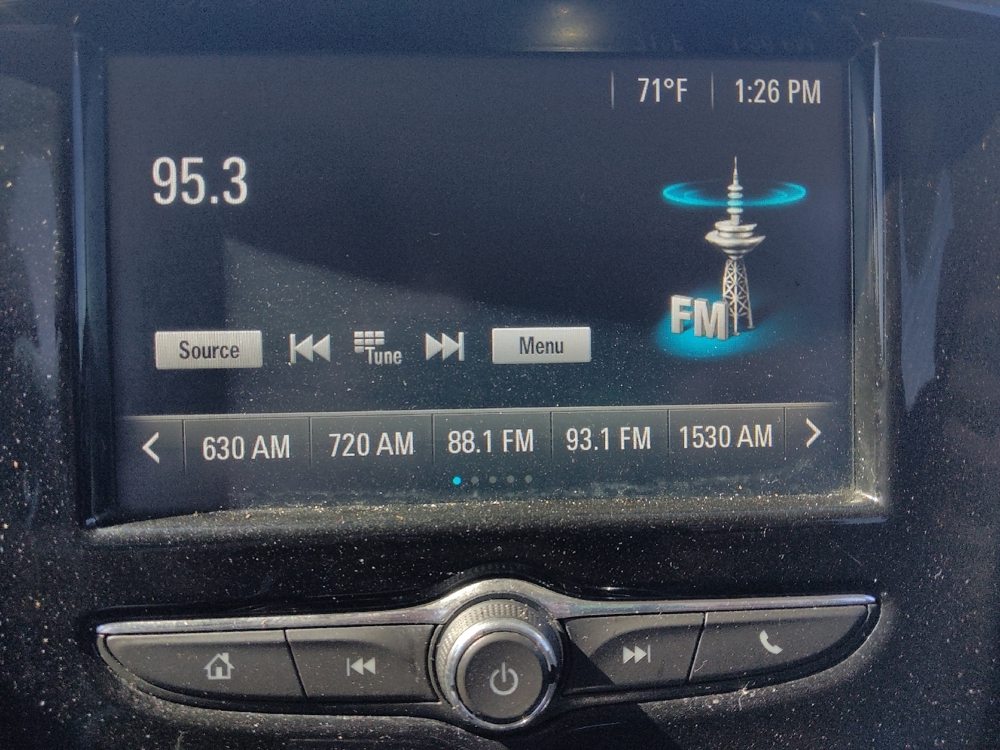 71°F 1:26 PM
95.3
FM
Source Tune Menu
630 AM 720 AM 88.1 FM 93.1 FM 1530 AM